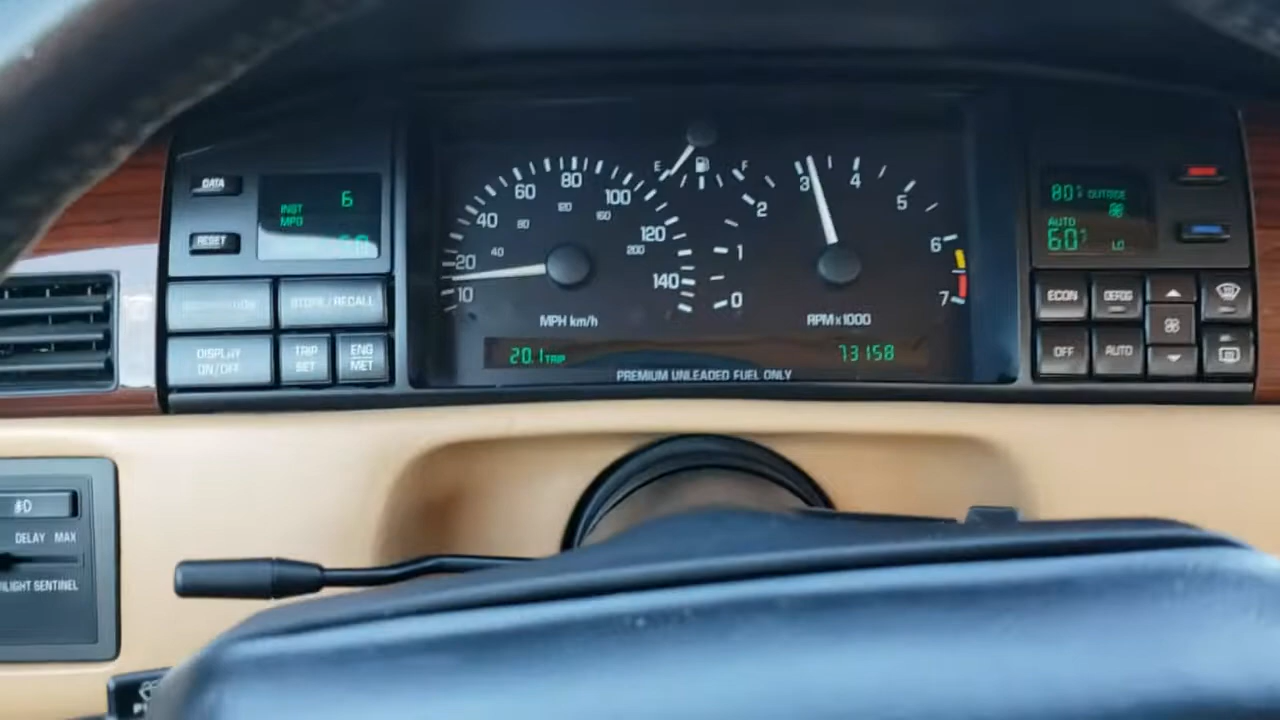 DATA
RESET
INST
MPG
6
STORE/RECALL
DISPLAY
ON/OFF
TRIP
SET
ENG
MET
10
20
40
60
80
100
120
140
40
80
120
160
200
MPH km/h
E
F
0
1
2
3
4
5
6
7
RPM x1000
20.1 TRIP
73158
PREMIUM UNLEADED FUEL ONLY
80° OUTSIDE
AUTO
60° LO
ECON
DEFOG
OFF
AUTO
DELAY MAX
SENTINEL